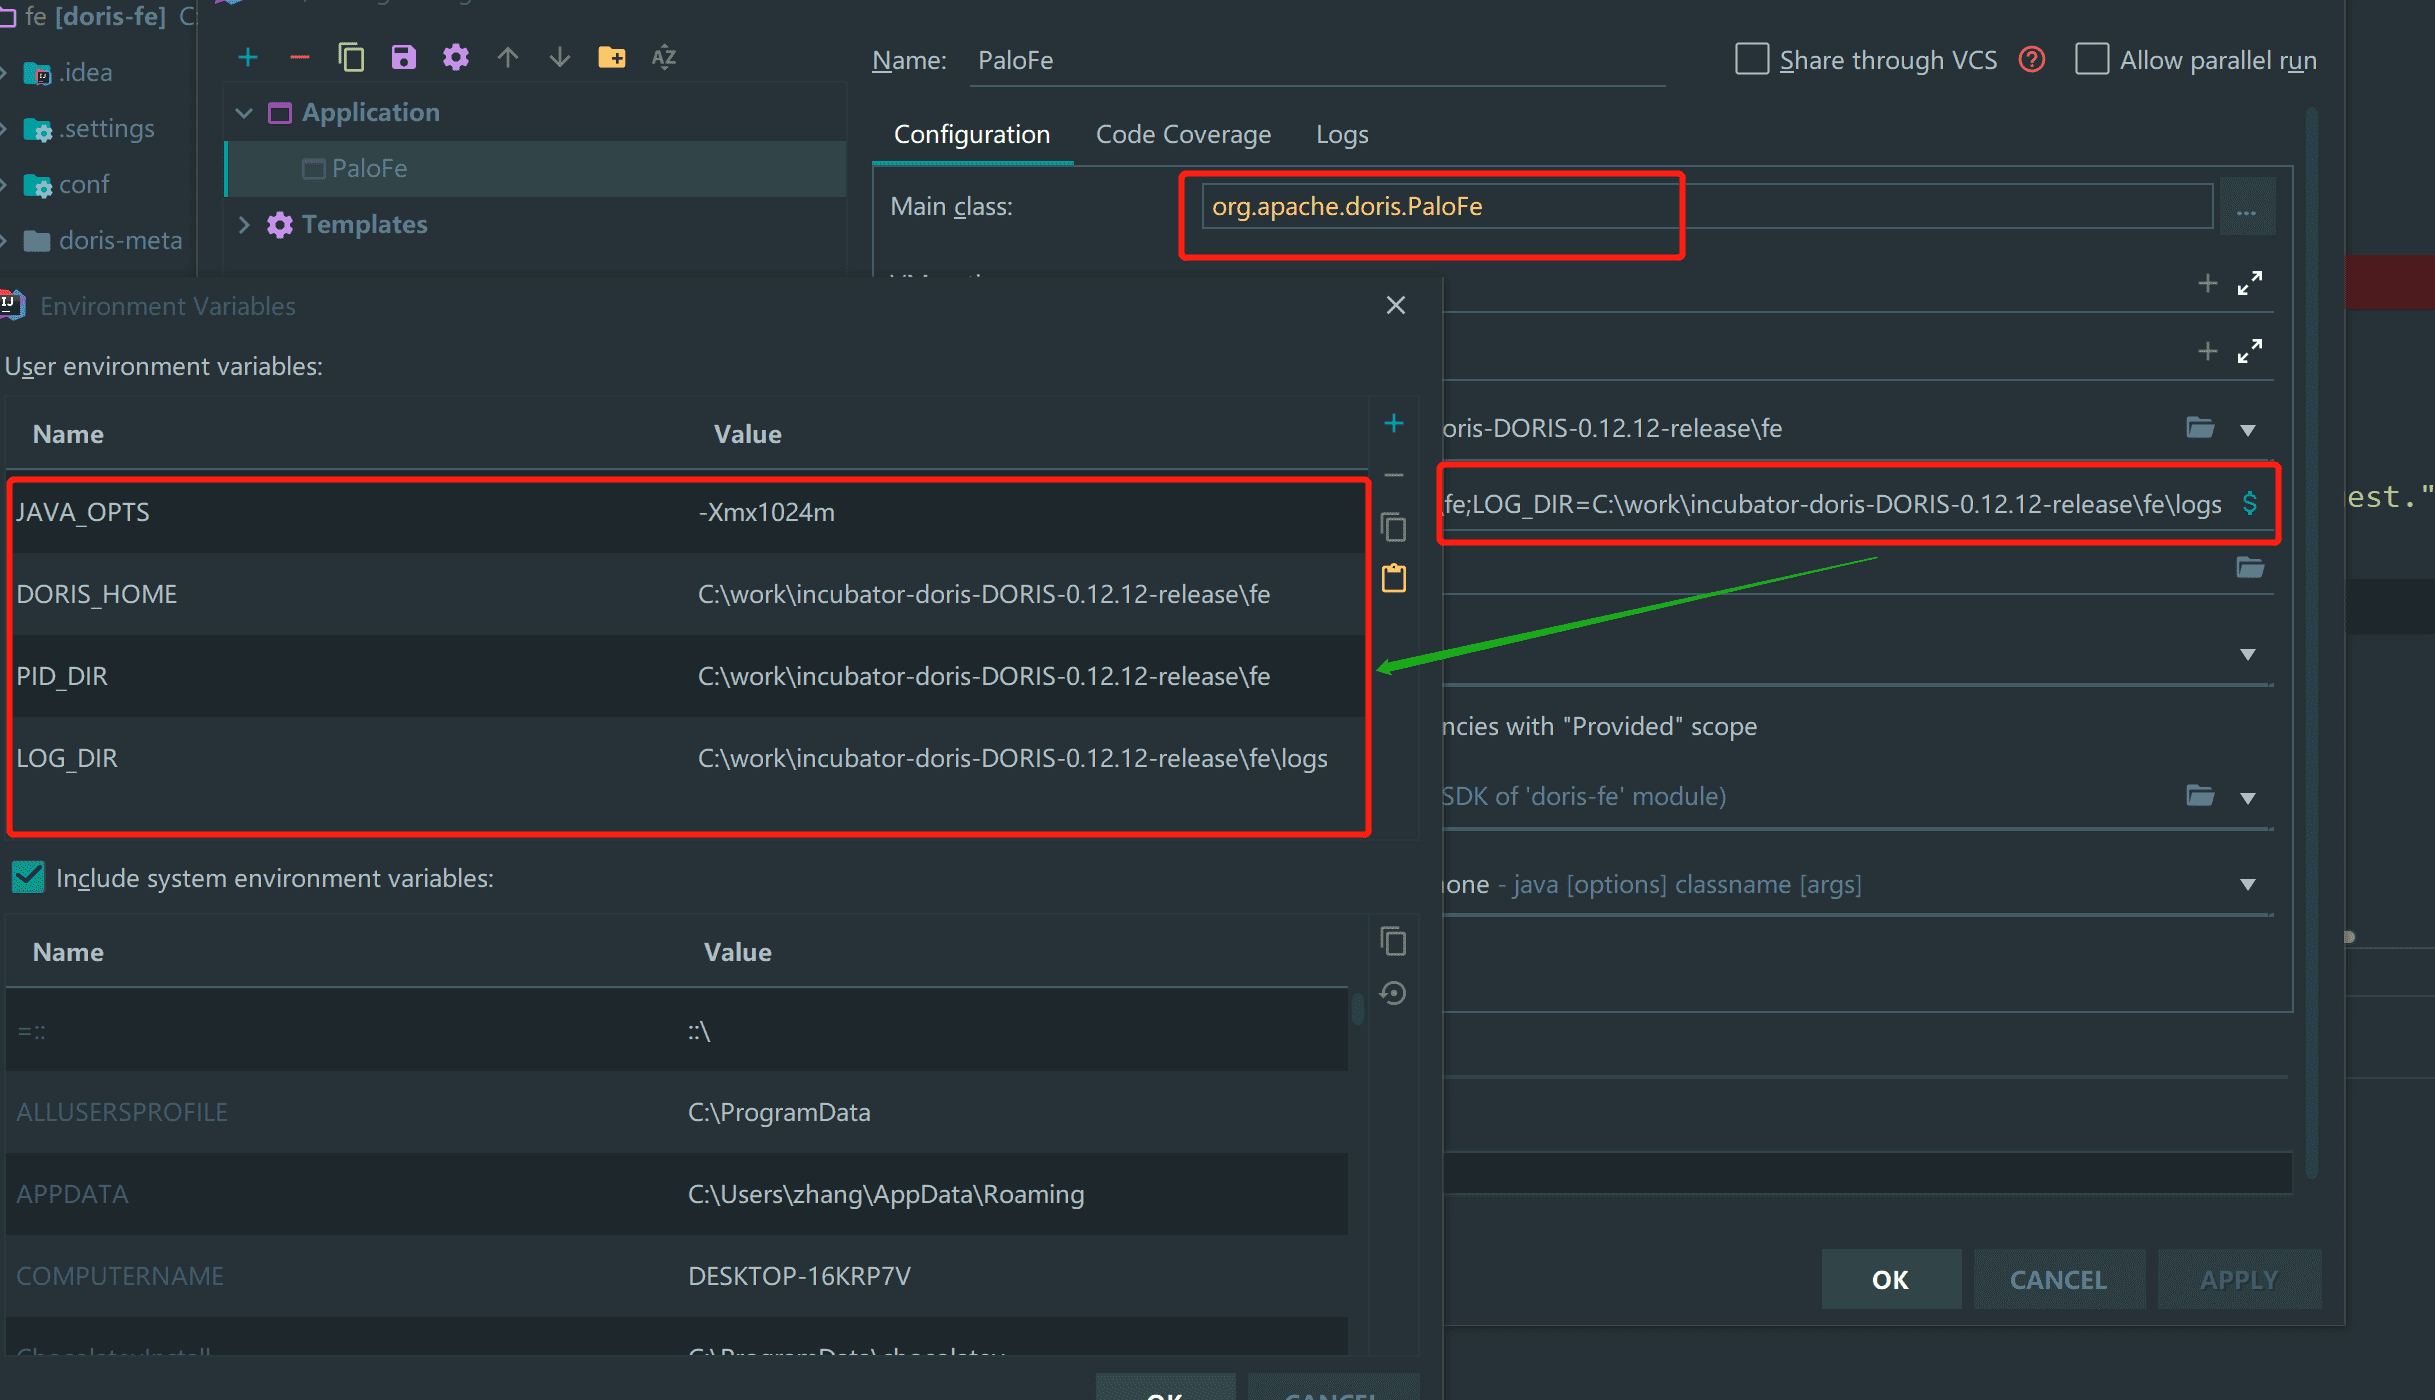 fe [doris-fe]
.idea
.settings
conf
doris-meta
Application
PaloFe
Templates
Name: PaloFe
Share through VCS
Allow parallel run
Configuration Code Coverage Logs
Main class: org.apache.doris.PaloFe
...
Environment Variables
User environment variables:
Name Value
JAVA_OPTS -Xmx1024m
DORIS_HOME C:\work\incubator-doris-DORIS-0.12.12-release\fe
PID_DIR C:\work\incubator-doris-DORIS-0.12.12-release\fe
LOG_DIR C:\work\incubator-doris-DORIS-0.12.12-release\fe\logs
Include system environment variables:
Name Value
=:: ::\
ALLUSERSPROFILE C:\ProgramData
APPDATA C:\Users\zhang\AppData\Roaming
COMPUTERNAME DESKTOP-16KRP7V
oris-DORIS-0.12.12-release\fe
fe;LOG_DIR=C:\work\incubator-doris-DORIS-0.12.12-release\fe\logs
est."
ncies with "Provided" scope
SDK of 'doris-fe' module)
one - java [options] classname [args]
OK CANCEL APPLY
OK CANCEL